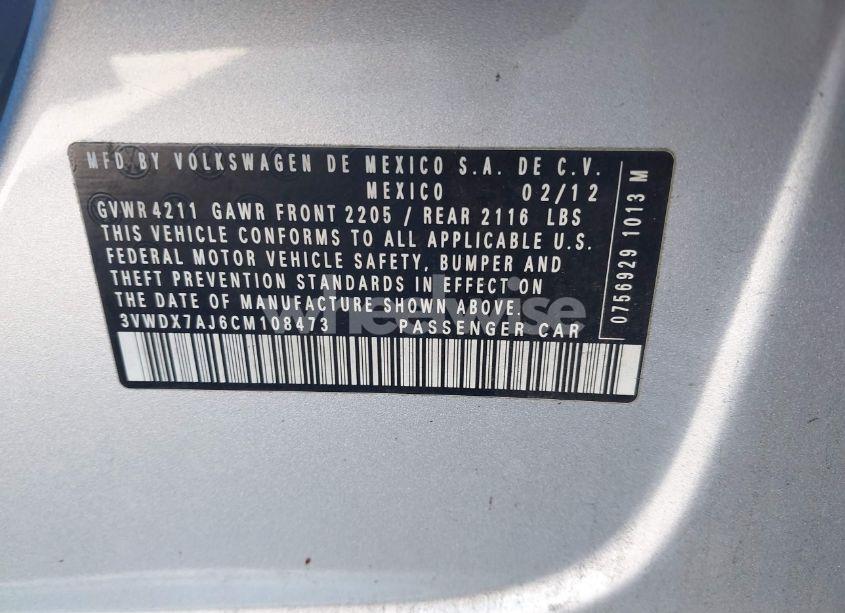 MFD. BY VOLKSWAGEN DE MEXICO S.A. DE C.V.
MEXICO 02/12
GVWR 4211 GAWR FRONT 2205 / REAR 2116 LBS
THIS VEHICLE CONFORMS TO ALL APPLICABLE U.S.
FEDERAL MOTOR VEHICLE SAFETY, BUMPER AND
THEFT PREVENTION STANDARDS IN EFFECT ON
THE DATE OF MANUFACTURE SHOWN ABOVE.
3VWDX7AJ6CM108473 PASSENGER CAR
0756929 1013 M
wheelwise